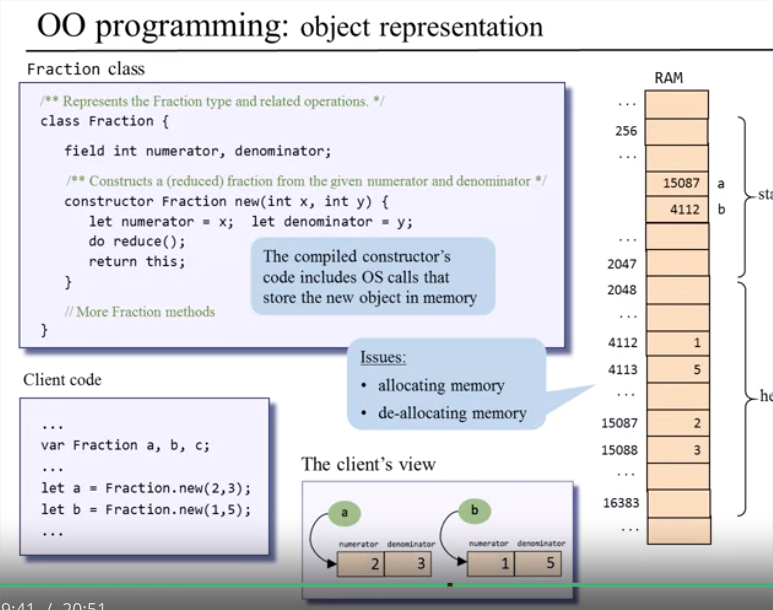 OO programming: object representation
Fraction class
/** Represents the Fraction type and related operations. */
class Fraction {
field int numerator, denominator;
/** Constructs a (reduced) fraction from the given numerator and denominator */
constructor Fraction new(int x, int y) {
let numerator = x; let denominator = y;
do reduce();
return this;
}
// More Fraction methods
}
The compiled constructor's
code includes OS calls that
store the new object in memory
Issues:
• allocating memory
• de-allocating memory
Client code
...
var Fraction a, b, c;
...
let a = Fraction.new(2,3);
let b = Fraction.new(1,5);
...
The client's view
a
b
numerator denominator
numerator denominator
2 3
1 5
RAM
...
256
...
15087 a
4112 b
...
2047
2048
...
4112 1
4113 5
...
15087 2
15088 3
...
16383
...
sta
he
9:41 / 20:51